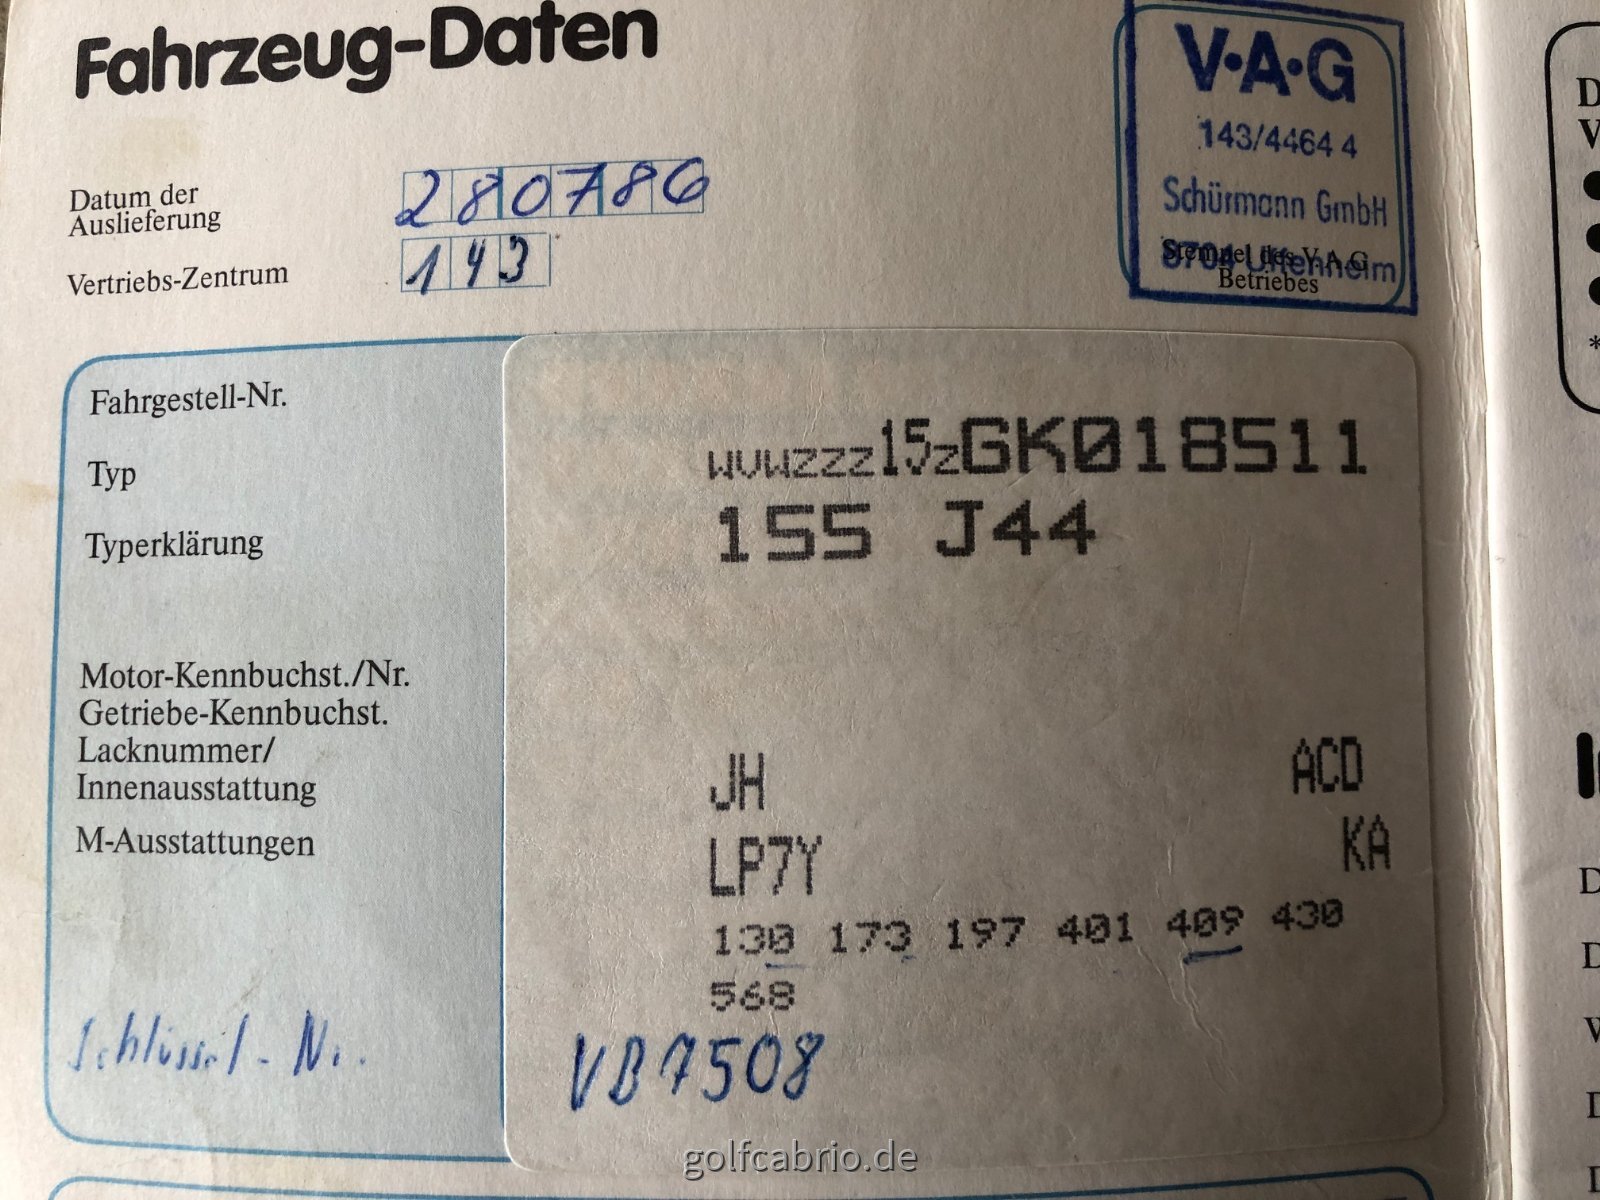 Fahrzeug-Daten
V·A·G
143/4464 4
Schürmann GmbH
8704 Uffenheim
Stempel des V.A.G
Betriebes
Datum der
Auslieferung
280786
Vertriebs-Zentrum
143
Fahrgestell-Nr.
WVWZZZ15ZGK018511
Typ
155 J44
Typerklärung
Motor-Kennbuchst./Nr.
Getriebe-Kennbuchst.
Lacknummer/
Innenausstattung
JH ACD
M-Ausstattungen
LP7Y KA
130 173 197 401 409 430
568
Schlüssel-Nr.
VB7508
golfcabrio.de